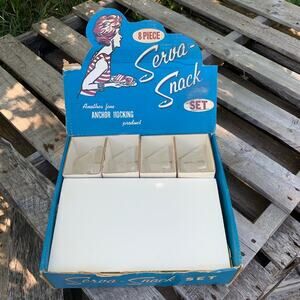 8 PIECE
Serva-
Snack
SET
Another fine
ANCHOR HOCKING
product
Serva-Snack SET